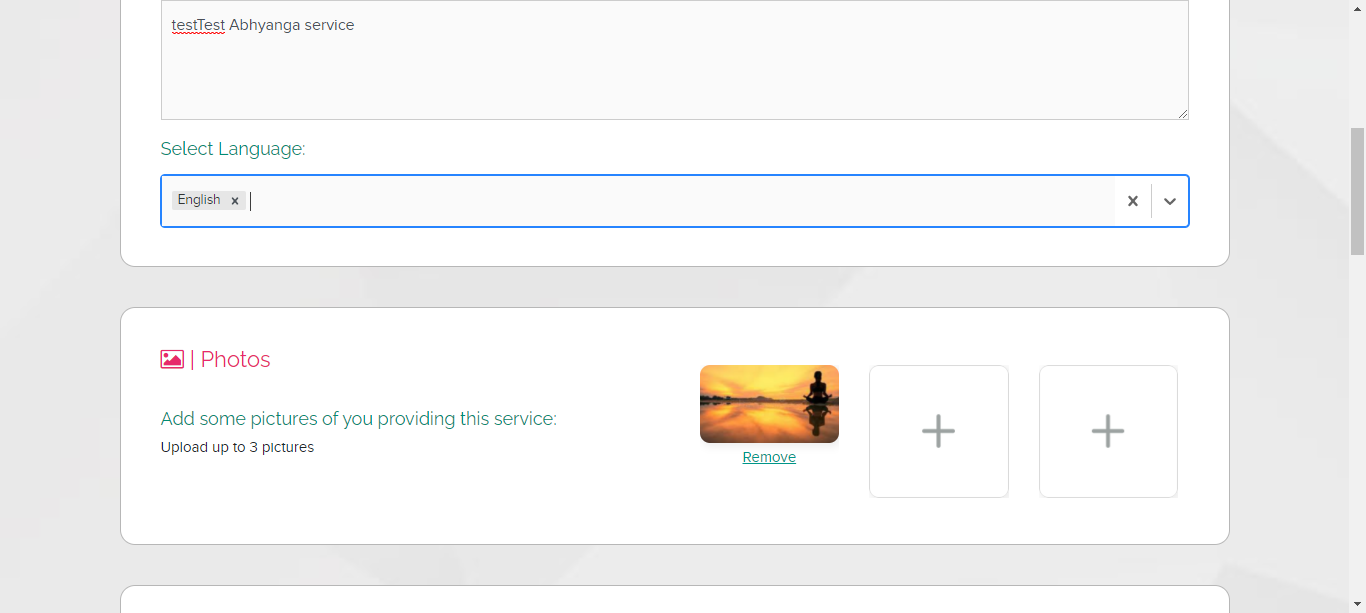 testTest Abhyanga service
Select Language:
English
| Photos
Add some pictures of you providing this service:
Upload up to 3 pictures
Remove